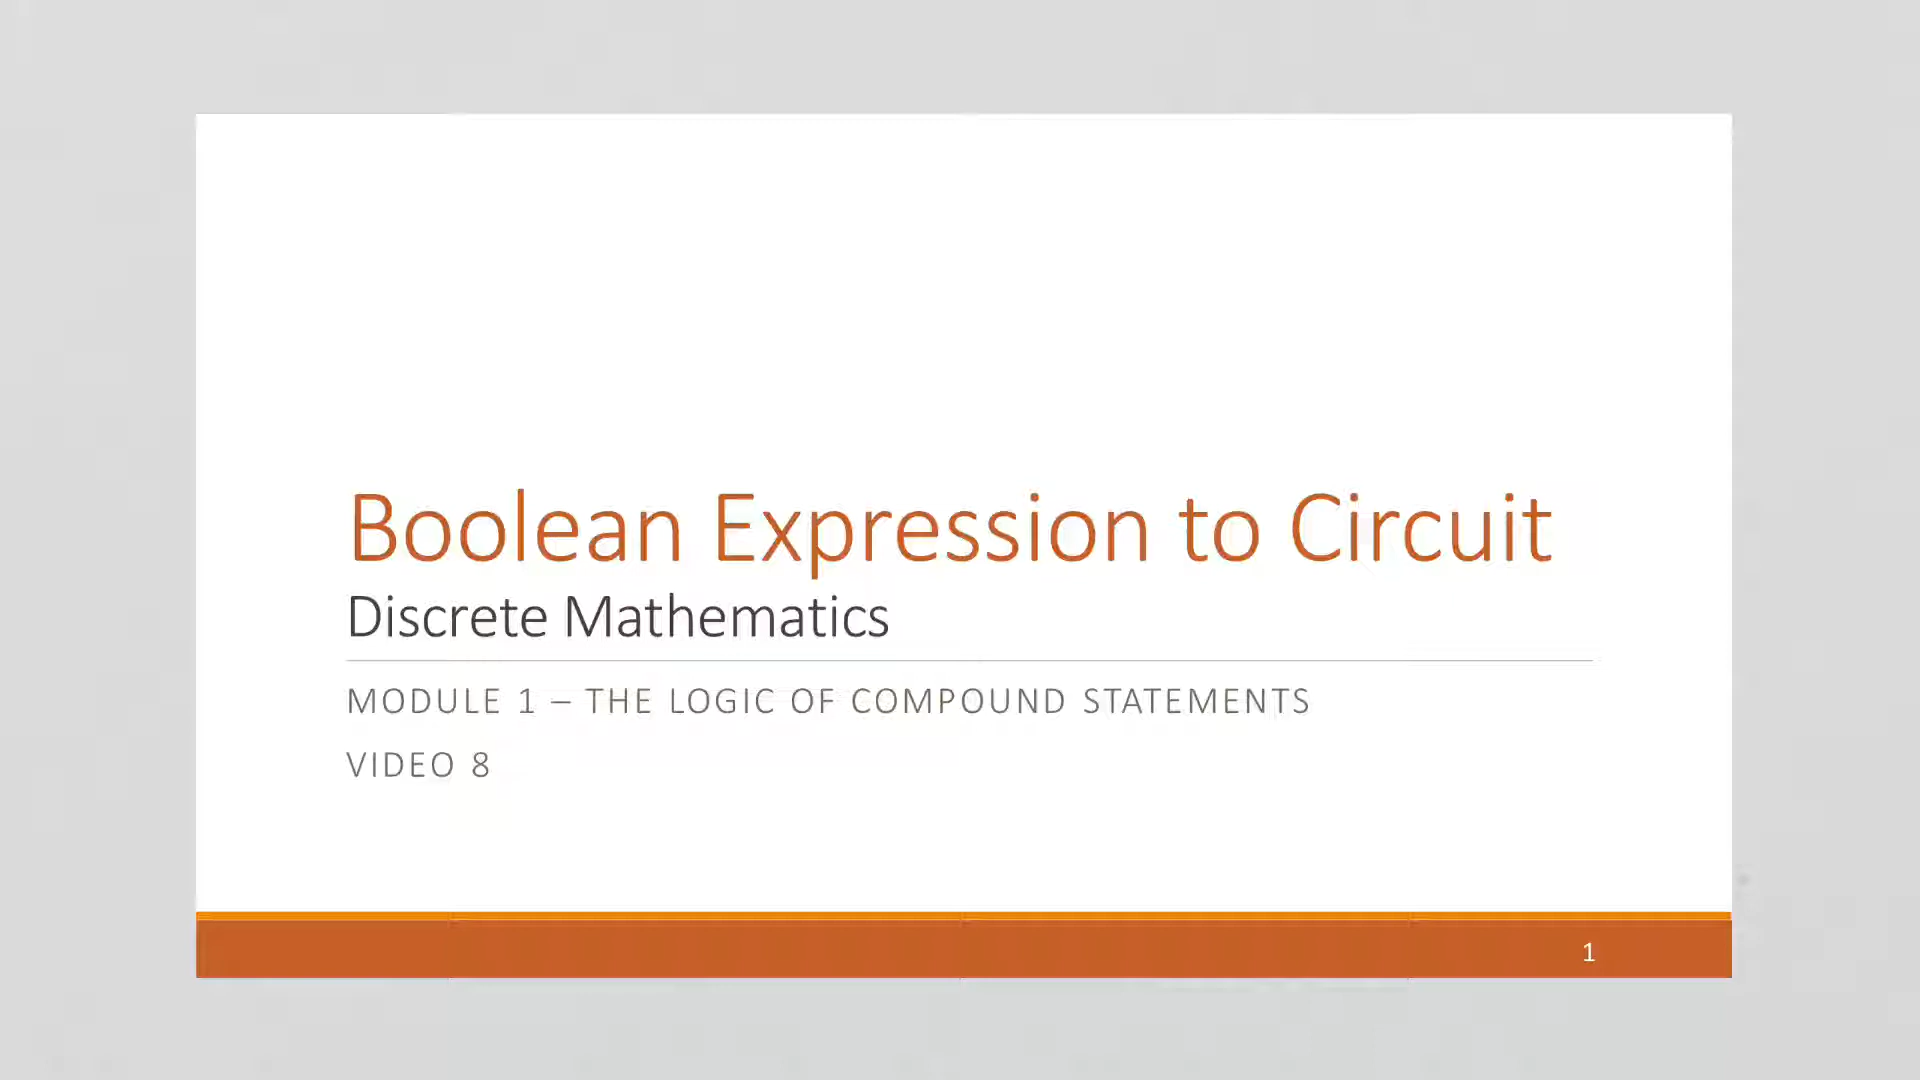 Boolean Expression to Circuit
Discrete Mathematics
MODULE 1 – THE LOGIC OF COMPOUND STATEMENTS
VIDEO 8
1